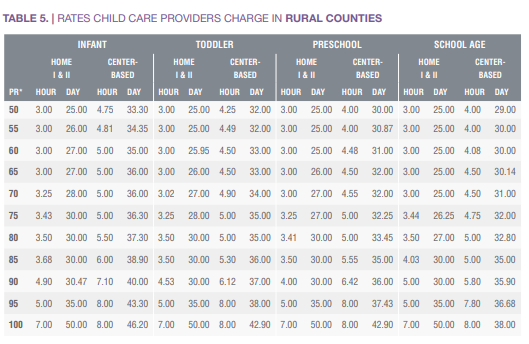 TABLE 5. | RATES CHILD CARE PROVIDERS CHARGE IN RURAL COUNTIES
INFANT TODDLER PRESCHOOL SCHOOL AGE
HOME CENTER- HOME CENTER- HOME CENTER- HOME CENTER-
I & II BASED I & II BASED I & II BASED I & II BASED
PR* HOUR DAY HOUR DAY HOUR DAY HOUR DAY HOUR DAY HOUR DAY HOUR DAY HOUR DAY
50 3.00 25.00 4.75 33.30 3.00 25.00 4.25 32.00 3.00 25.00 4.00 30.00 3.00 25.00 4.00 29.00
55 3.00 26.00 4.81 34.35 3.00 25.00 4.49 32.00 3.00 25.00 4.00 30.87 3.00 25.00 4.00 30.00
60 3.00 27.00 5.00 35.00 3.00 25.95 4.50 33.00 3.00 25.00 4.48 31.00 3.00 25.00 4.08 30.00
65 3.00 27.00 5.00 36.00 3.00 26.00 4.50 33.00 3.00 26.00 4.50 32.00 3.00 25.00 4.50 30.14
70 3.25 28.00 5.00 36.00 3.02 27.00 4.90 34.00 3.00 27.00 4.55 32.00 3.00 25.00 4.50 31.00
75 3.43 30.00 5.00 36.30 3.25 28.00 5.00 35.00 3.25 27.00 5.00 32.25 3.44 26.25 4.75 32.00
80 3.50 30.00 5.50 37.30 3.50 30.00 5.00 35.00 3.41 30.00 5.00 33.45 3.50 27.00 5.00 32.80
85 3.68 30.00 6.00 38.90 3.50 30.00 5.30 36.00 3.50 30.00 5.55 35.00 4.03 30.00 5.00 35.00
90 4.90 30.47 7.10 40.00 4.53 30.00 6.12 37.00 4.00 30.00 6.42 36.00 5.00 30.00 5.80 35.90
95 5.00 35.00 8.00 43.30 5.00 35.00 8.00 38.00 5.00 35.00 8.00 37.43 5.00 35.00 7.80 36.68
100 7.00 50.00 8.00 46.20 7.00 50.00 8.00 42.90 7.00 50.00 8.00 42.90 7.00 50.00 8.00 38.00